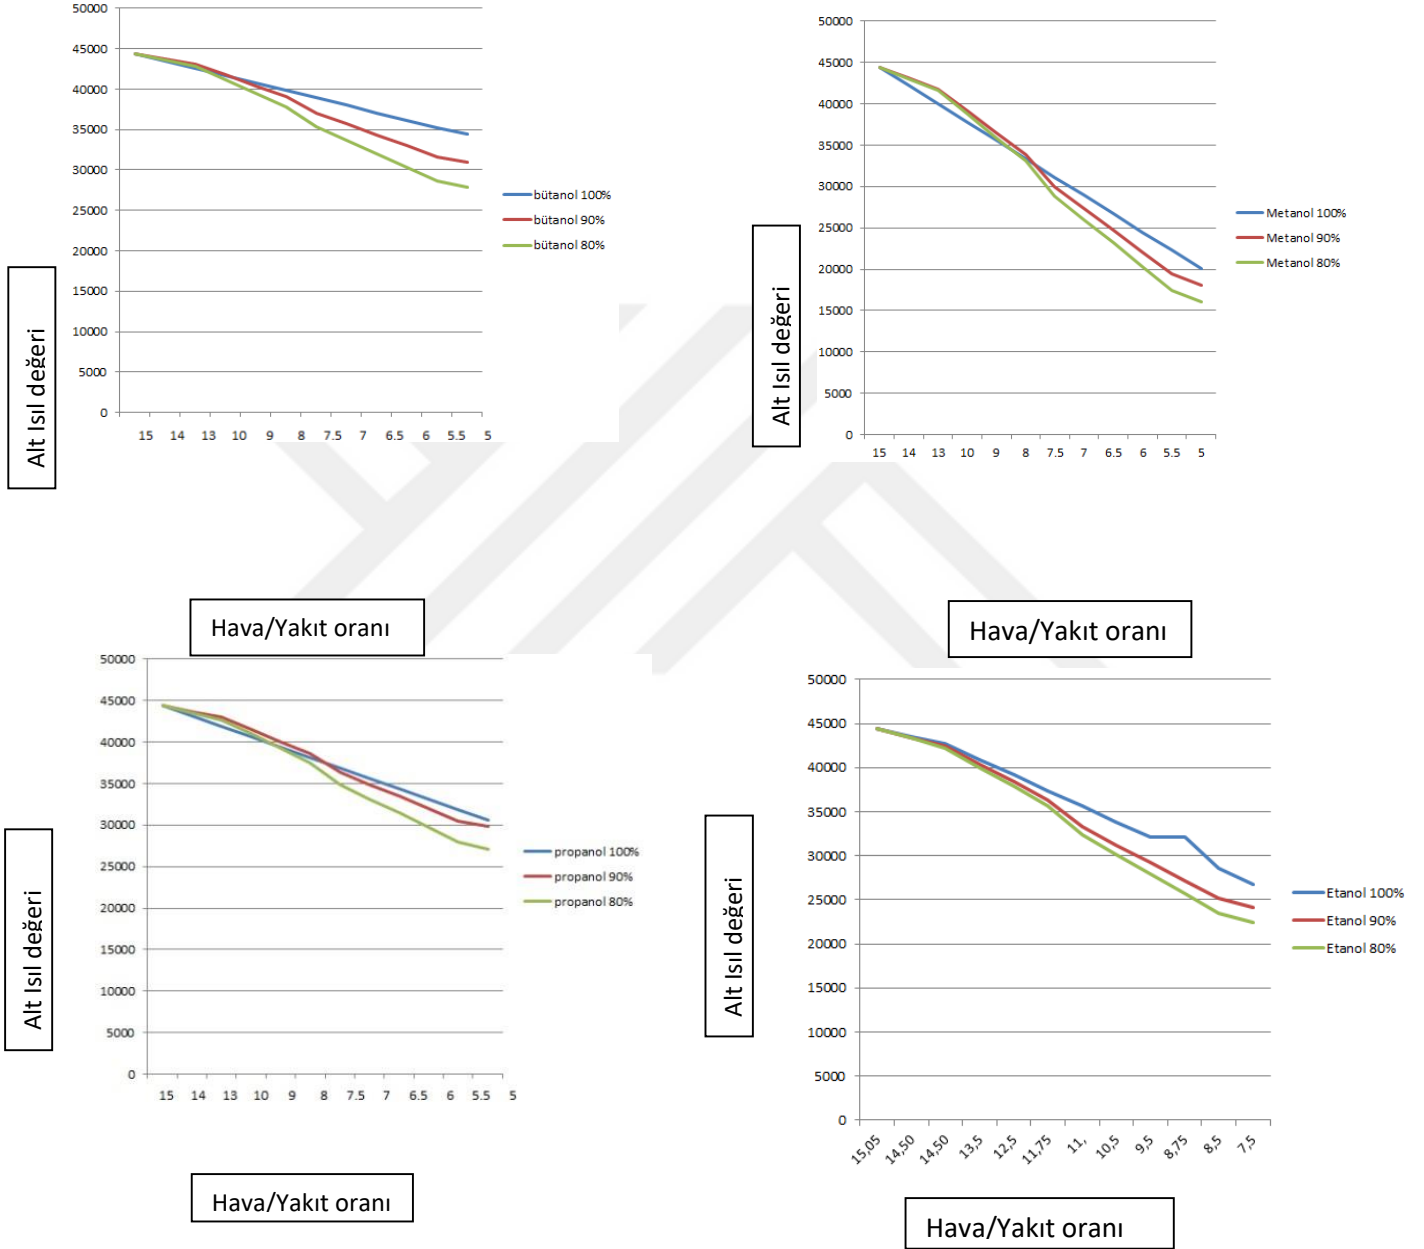 50000
45000
40000
35000
30000
25000
20000
15000
10000
5000
0
15 14 13 10 9 8 7.5 7 6.5 6 5.5 5
bütanol 100%
bütanol 90%
bütanol 80%
Alt Isıl değeri
Hava/Yakıt oranı
50000
45000
40000
35000
30000
25000
20000
15000
10000
5000
0
15 14 13 10 9 8 7.5 7 6.5 6 5.5 5
Metanol 100%
Metanol 90%
Metanol 80%
Alt Isıl değeri
Hava/Yakıt oranı
50000
45000
40000
35000
30000
25000
20000
15000
10000
5000
0
15 14 13 10 9 8 7.5 7 6.5 6 5.5 5
propanol 100%
propanol 90%
propanol 80%
Alt Isıl değeri
Hava/Yakıt oranı
50000
45000
40000
35000
30000
25000
20000
15000
10000
5000
0
15,05 14,50 14,50 13,5 12,5 11,75 11, 10,5 9,5 8,75 8,5 7,5
Etanol 100%
Etanol 90%
Etanol 80%
Alt Isıl değeri
Hava/Yakıt oranı